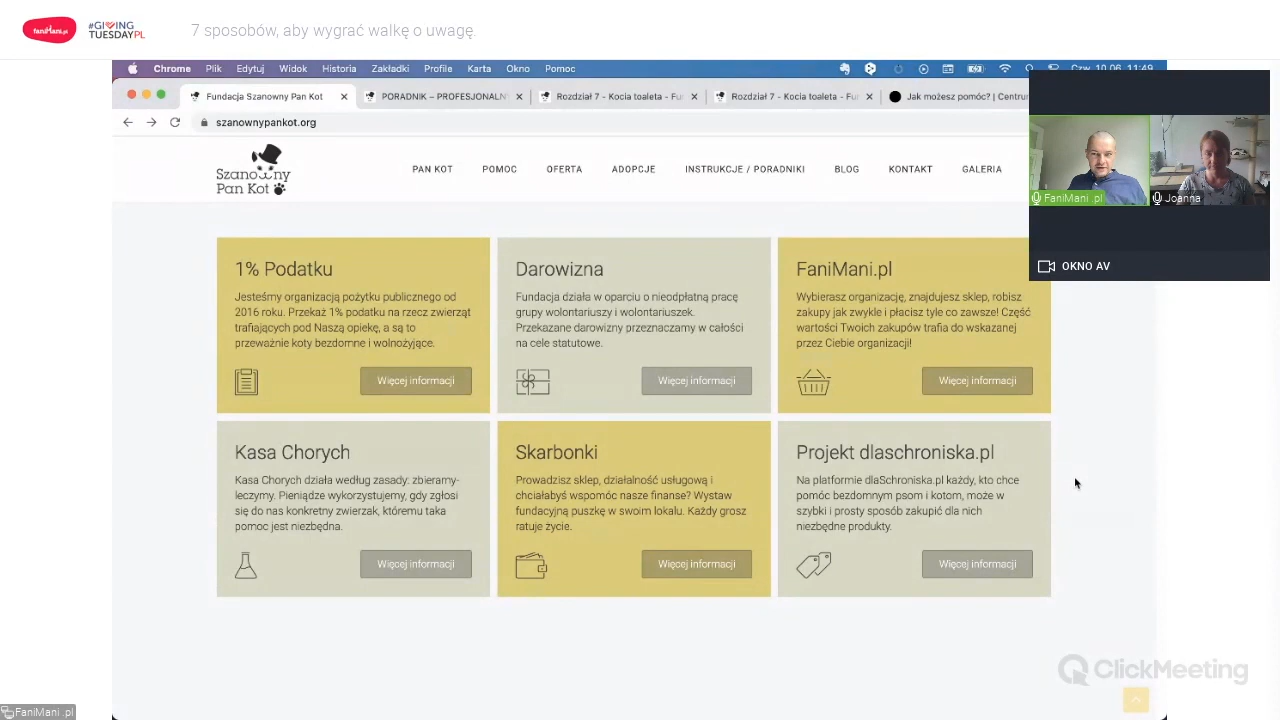 faniMani.pl
#GIVING
TUESDAYPL
7 sposobów, aby wygrać walkę o uwagę.
Chrome Plik Edytuj Widok Historia Zakładki Profile Karta Okno Pomoc
Czw. 10.06 11:49
Fundacja Szanowny Pan Kot
PORADNIK – PROFESJONALN
Rozdział 7 - Kocia toaleta - Fur
Rozdział 7 - Kocia toaleta - Fur
Jak możesz pomóc? | Centrum
szanownypankot.org
Szanowny
Pan Kot
PAN KOT POMOC OFERTA ADOPCJE INSTRUKCJE / PORADNIKI BLOG KONTAKT GALERIA
FaniMani .pl
Joanna
OKNO AV
1% Podatku
Jesteśmy organizacją pożytku publicznego od
2016 roku. Przekaż 1% podatku na rzecz zwierząt
trafiających pod Naszą opiekę, a są to
przeważnie koty bezdomne i wolnożyjące.
Więcej informacji
Darowizna
Fundacja działa w oparciu o nieodpłatną pracę
grupy wolontariuszy i wolontariuszek.
Przekazane darowizny przeznaczamy w całości
na cele statutowe.
Więcej informacji
FaniMani.pl
Wybierasz organizację, znajdujesz sklep, robisz
zakupy jak zwykle i płacisz tyle co zawsze! Część
wartości Twoich zakupów trafia do wskazanej
przez Ciebie organizacji!
Więcej informacji
Kasa Chorych
Kasa Chorych działa według zasady: zbieramy-
leczymy. Pieniądze wykorzystujemy, gdy zgłosi
się do nas konkretny zwierzak, któremu taka
pomoc jest niezbędna.
Więcej informacji
Skarbonki
Prowadzisz sklep, działalność usługową i
chciałabyś wspomóc nasze finanse? Wystaw
fundacyjną puszkę w swoim lokalu. Każdy grosz
ratuje życie.
Więcej informacji
Projekt dlaschroniska.pl
Na platformie dlaSchroniska.pl każdy, kto chce
pomóc bezdomnym psom i kotom, może w
szybki i prosty sposób zakupić dla nich
niezbędne produkty.
Więcej informacji
ClickMeeting
FaniMani .pl